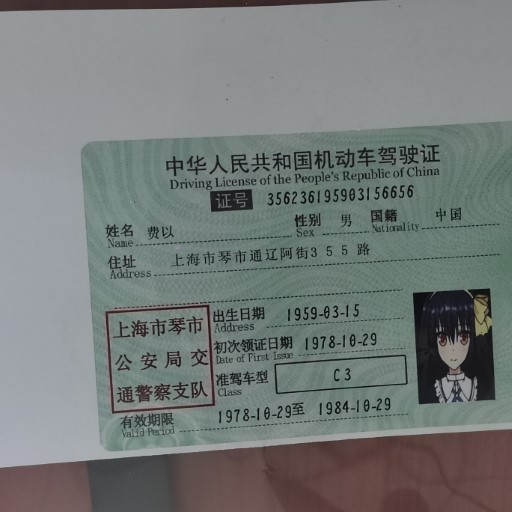 中华人民共和国机动车驾驶证
Driving License of the People's Republic of China
证号 356236195903156656
姓名 费以 性别 男 国籍 中国
Name Sex Nationality
住址 上海市琴市通辽阿街3 5 5 路
Address
上海市琴市
公安局交
通警察支队
出生日期 1959-03-15
Address
初次领证日期 1978-10-29
Date of First Issue
准驾车型 C3
Class
有效期限 1978-10-29至 1984-10-29
Valid Period